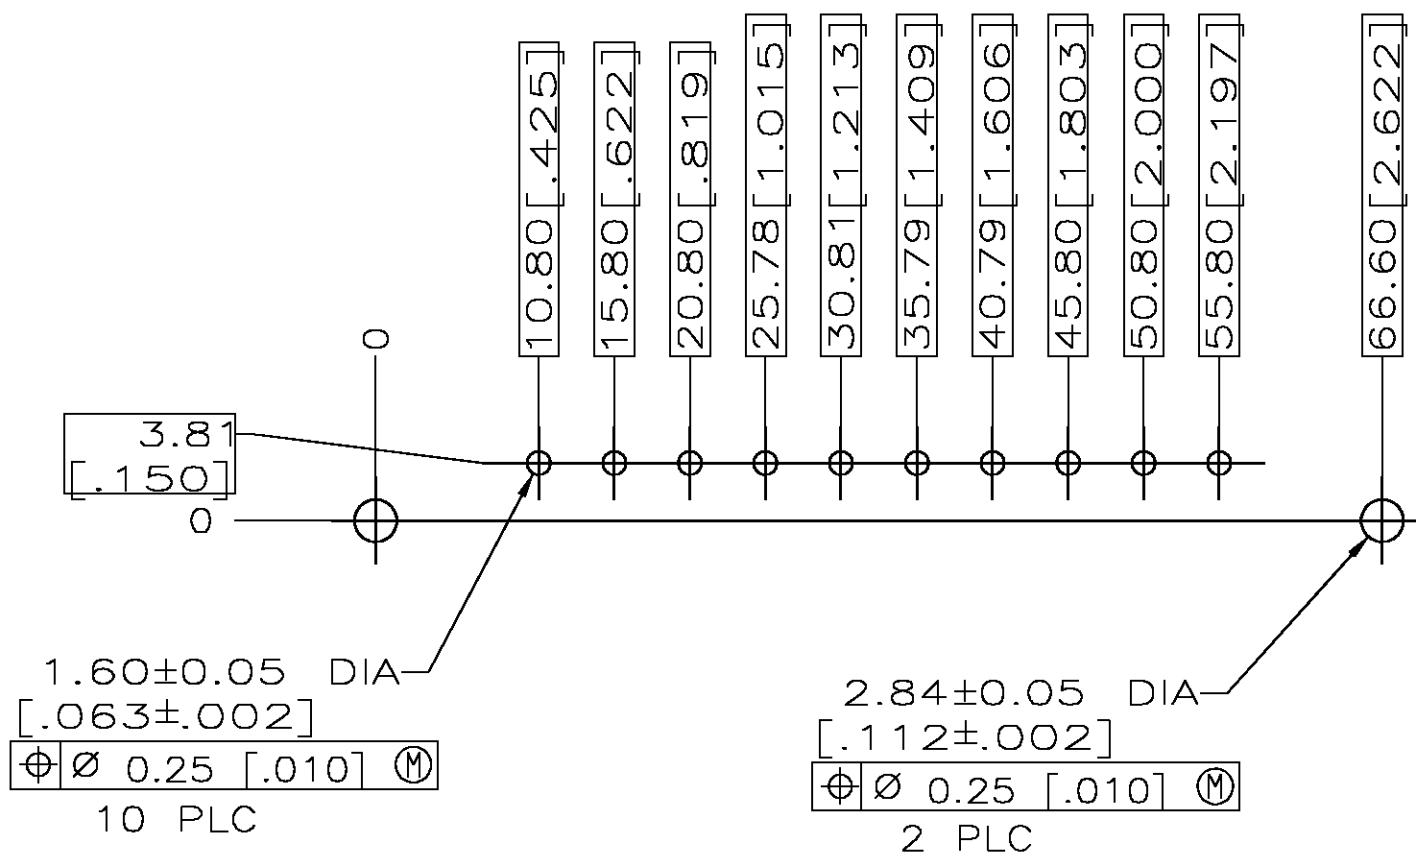 10.80[.425]
15.80[.622]
20.80[.819]
25.78[1.015]
30.81[1.213]
35.79[1.409]
40.79[1.606]
45.80[1.803]
50.80[2.000]
55.80[2.197]
66.60[2.622]
0
3.81
[.150]
0
1.60±0.05 DIA
[.063±.002]
⌖ Ø 0.25 [.010] Ⓜ
10 PLC
2.84±0.05 DIA
[.112±.002]
⌖ Ø 0.25 [.010] Ⓜ
2 PLC